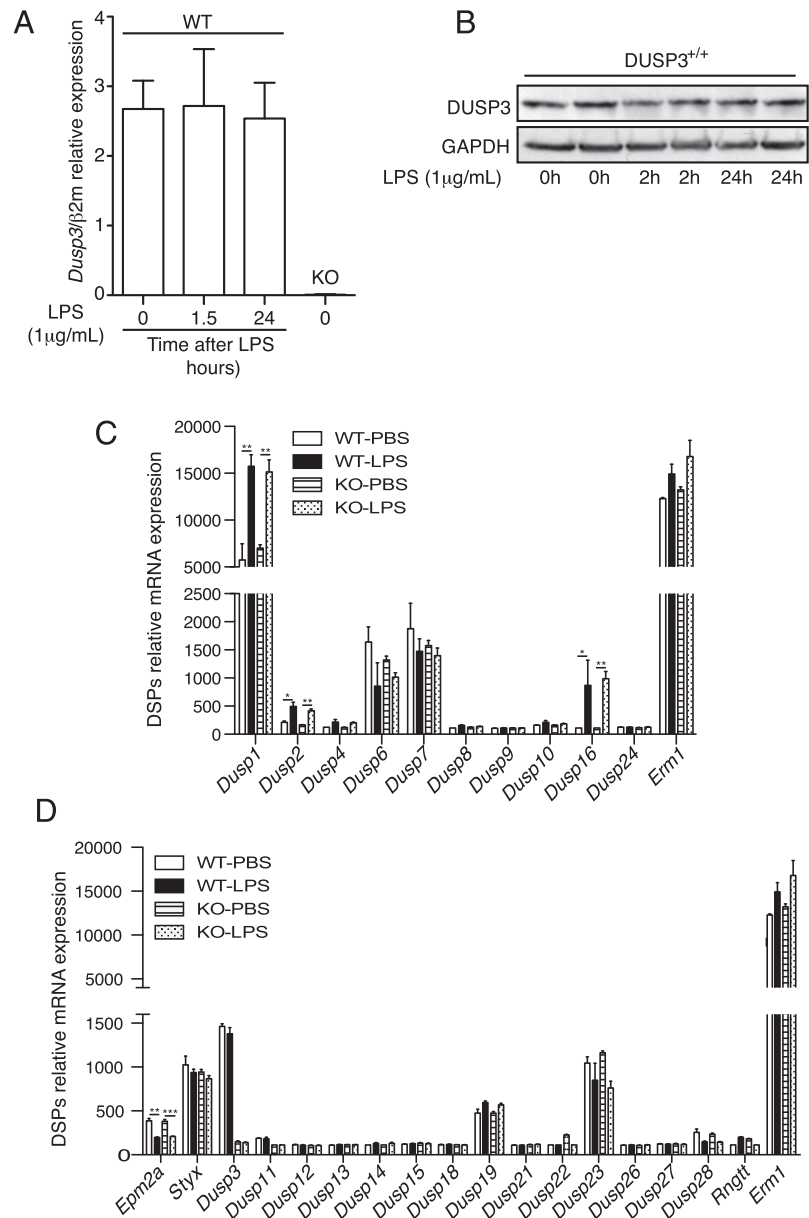 A
Dusp3/β2m relative expression
4
3
2
1
0
WT
KO
LPS
(1μg/mL)
0 1.5 24 0
Time after LPS
hours)
B
DUSP3+/+
DUSP3
GAPDH
LPS (1μg/mL) 0h 0h 2h 2h 24h 24h
C
DSPs relative mRNA expression
20000
15000
10000
5000
2500
2000
1500
1000
500
0
WT-PBS
WT-LPS
KO-PBS
KO-LPS
** **
* **
* **
Dusp1 Dusp2 Dusp4 Dusp6 Dusp7 Dusp8 Dusp9 Dusp10 Dusp16 Dusp24 Erm1
D
DSPs relative mRNA expression
20000
15000
10000
5000
1500
1000
500
0
WT-PBS
WT-LPS
KO-PBS
KO-LPS
** ***
Epm2a Styx Dusp3 Dusp11 Dusp12 Dusp13 Dusp14 Dusp15 Dusp18 Dusp19 Dusp21 Dusp22 Dusp23 Dusp26 Dusp27 Dusp28 Rngtt Erm1